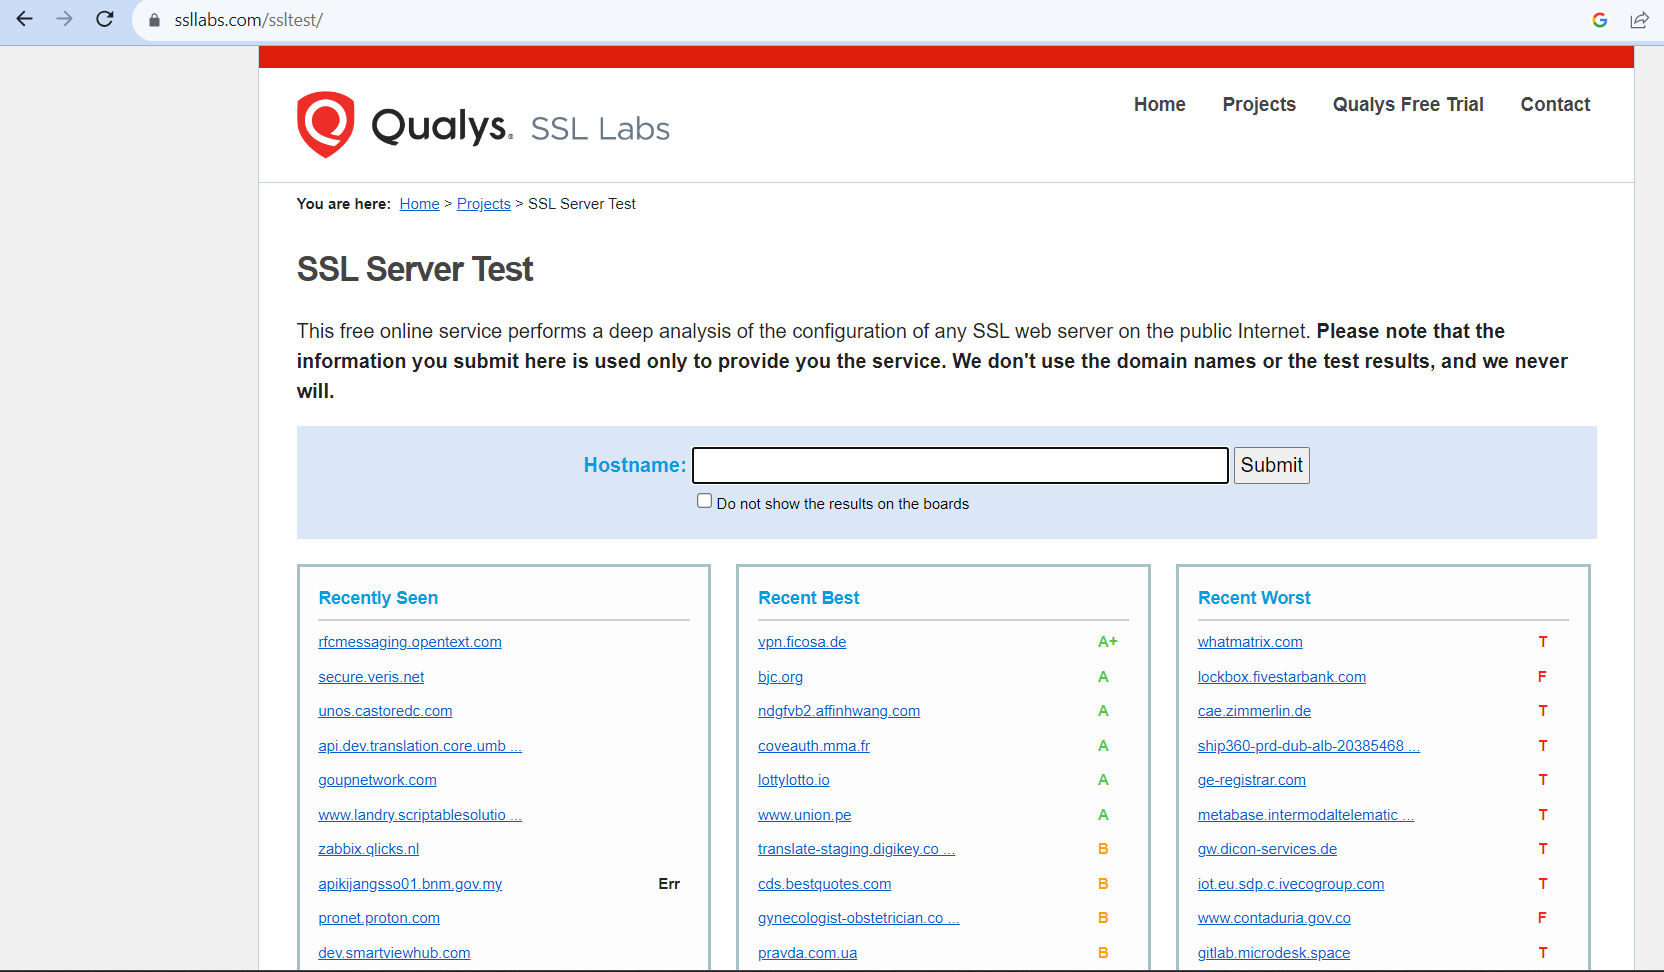 ssllabs.com/ssltest/
Qualys. SSL Labs
Home Projects Qualys Free Trial Contact
You are here: Home > Projects > SSL Server Test
SSL Server Test
This free online service performs a deep analysis of the configuration of any SSL web server on the public Internet. Please note that the
information you submit here is used only to provide you the service. We don't use the domain names or the test results, and we never
will.
Hostname: Submit
Do not show the results on the boards
Recently Seen
rfcmessaging.opentext.com
secure.veris.net
unos.castoredc.com
api.dev.translation.core.umb ...
goupnetwork.com
www.landry.scriptablesolutio ...
zabbix.qlicks.nl
apikijangsso01.bnm.gov.my Err
pronet.proton.com
dev.smartviewhub.com
Recent Best
vpn.ficosa.de A+
bjc.org A
ndgfvb2.affinhwang.com A
coveauth.mma.fr A
lottylotto.io A
www.union.pe A
translate-staging.digikey.co ... B
cds.bestquotes.com B
gynecologist-obstetrician.co ... B
pravda.com.ua B
Recent Worst
whatmatrix.com T
lockbox.fivestarbank.com F
cae.zimmerlin.de T
ship360-prd-dub-alb-20385468 ... T
ge-registrar.com T
metabase.intermodaltelematic ... T
gw.dicon-services.de T
iot.eu.sdp.c.ivecogroup.com T
www.contaduria.gov.co F
gitlab.microdesk.space T